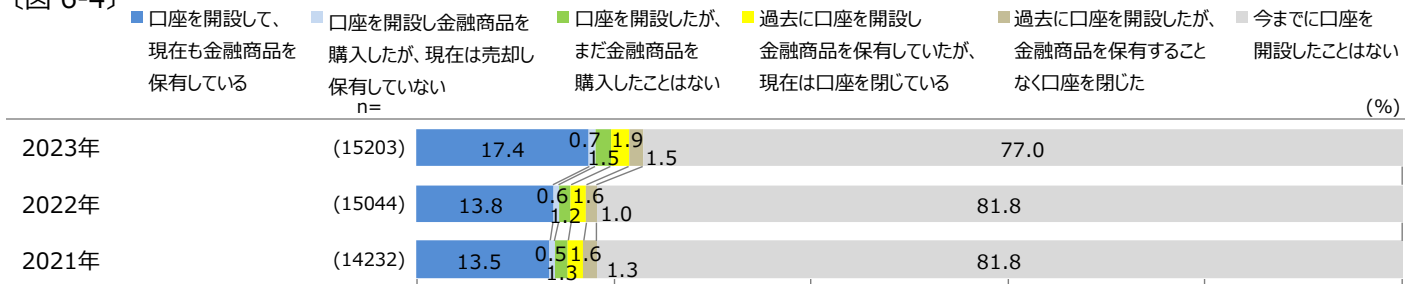 〔図 6-4〕
口座を開設して、
現在も金融商品を
保有している
口座を開設し金融商品を
購入したが、現在は売却し
保有していない
口座を開設したが、
まだ金融商品を
購入したことはない
過去に口座を開設し
金融商品を保有していたが、
現在は口座を閉じている
過去に口座を開設したが、
金融商品を保有すること
なく口座を閉じた
今までに口座を
開設したことはない
n=
(%)
2023年 (15203) 17.4 0.7 1.5 1.9 1.5 77.0
2022年 (15044) 13.8 0.6 1.2 1.6 1.0 81.8
2021年 (14232) 13.5 0.5 1.3 1.6 1.3 81.8